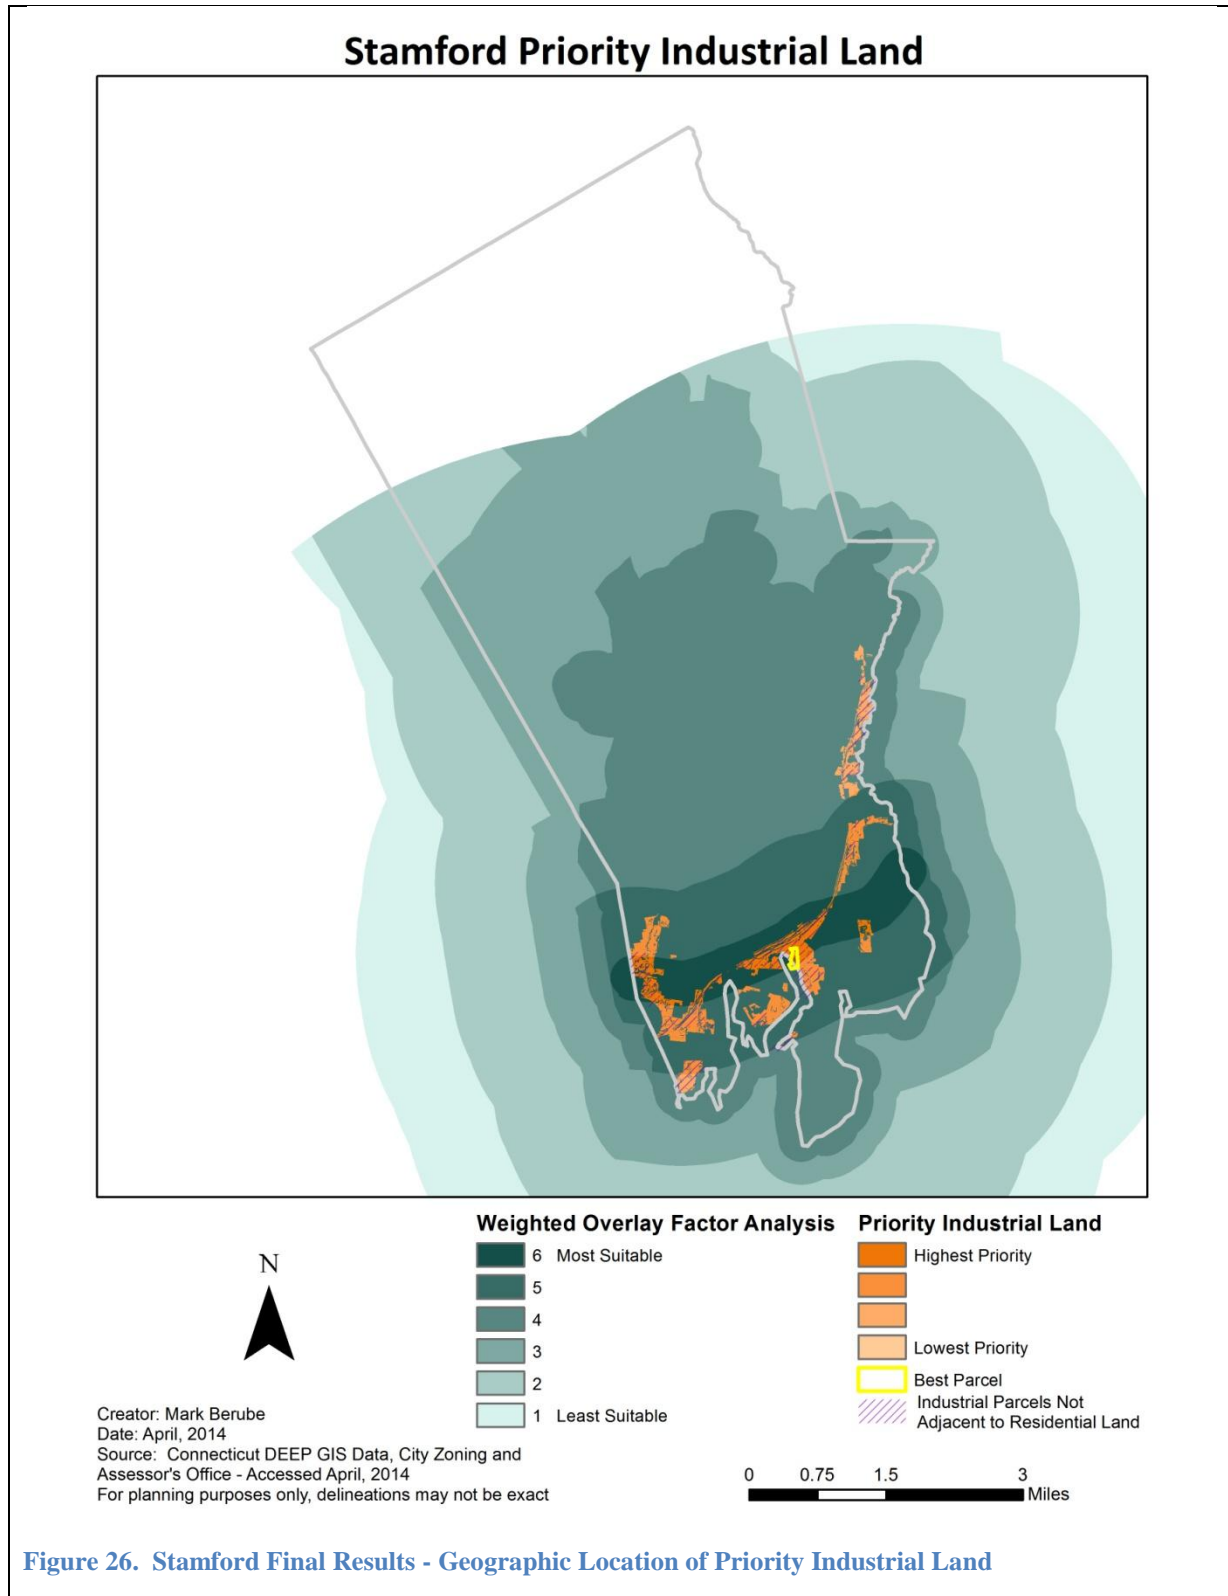 Stamford Priority Industrial Land
N
Weighted Overlay Factor Analysis
6 Most Suitable
5
4
3
2
1 Least Suitable
Priority Industrial Land
Highest Priority
Lowest Priority
Best Parcel
Industrial Parcels Not
Adjacent to Residential Land
Creator: Mark Berube
Date: April, 2014
Source: Connecticut DEEP GIS Data, City Zoning and
Assessor's Office - Accessed April, 2014
For planning purposes only, delineations may not be exact
0 0.75 1.5 3
Miles
Figure 26. Stamford Final Results - Geographic Location of Priority Industrial Land